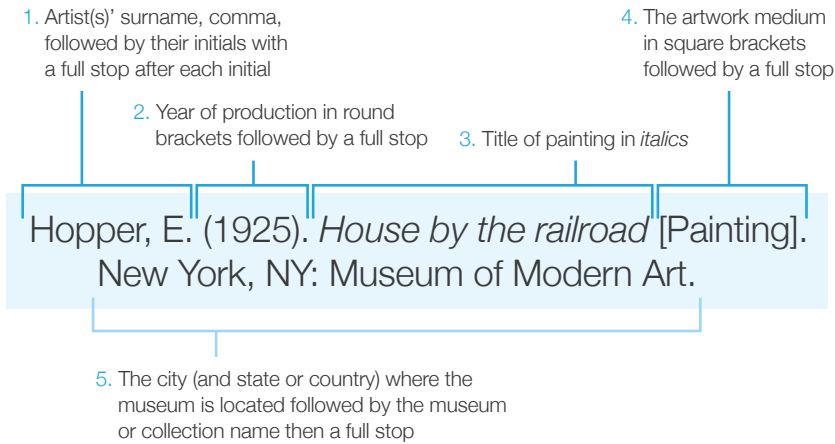 1. Artist(s)' surname, comma,
followed by their initials with
a full stop after each initial
2. Year of production in round
brackets followed by a full stop
3. Title of painting in italics
4. The artwork medium
in square brackets
followed by a full stop
Hopper, E. (1925). House by the railroad [Painting].
New York, NY: Museum of Modern Art.
5. The city (and state or country) where the
museum is located followed by the museum
or collection name then a full stop